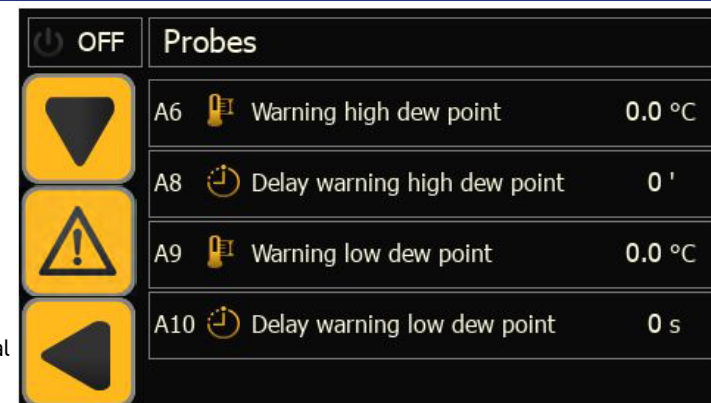 OFF Probes
A6 Warning high dew point 0.0 °C
A8 Delay warning high dew point 0 '
A9 Warning low dew point 0.0 °C
A10 Delay warning low dew point 0 s
al